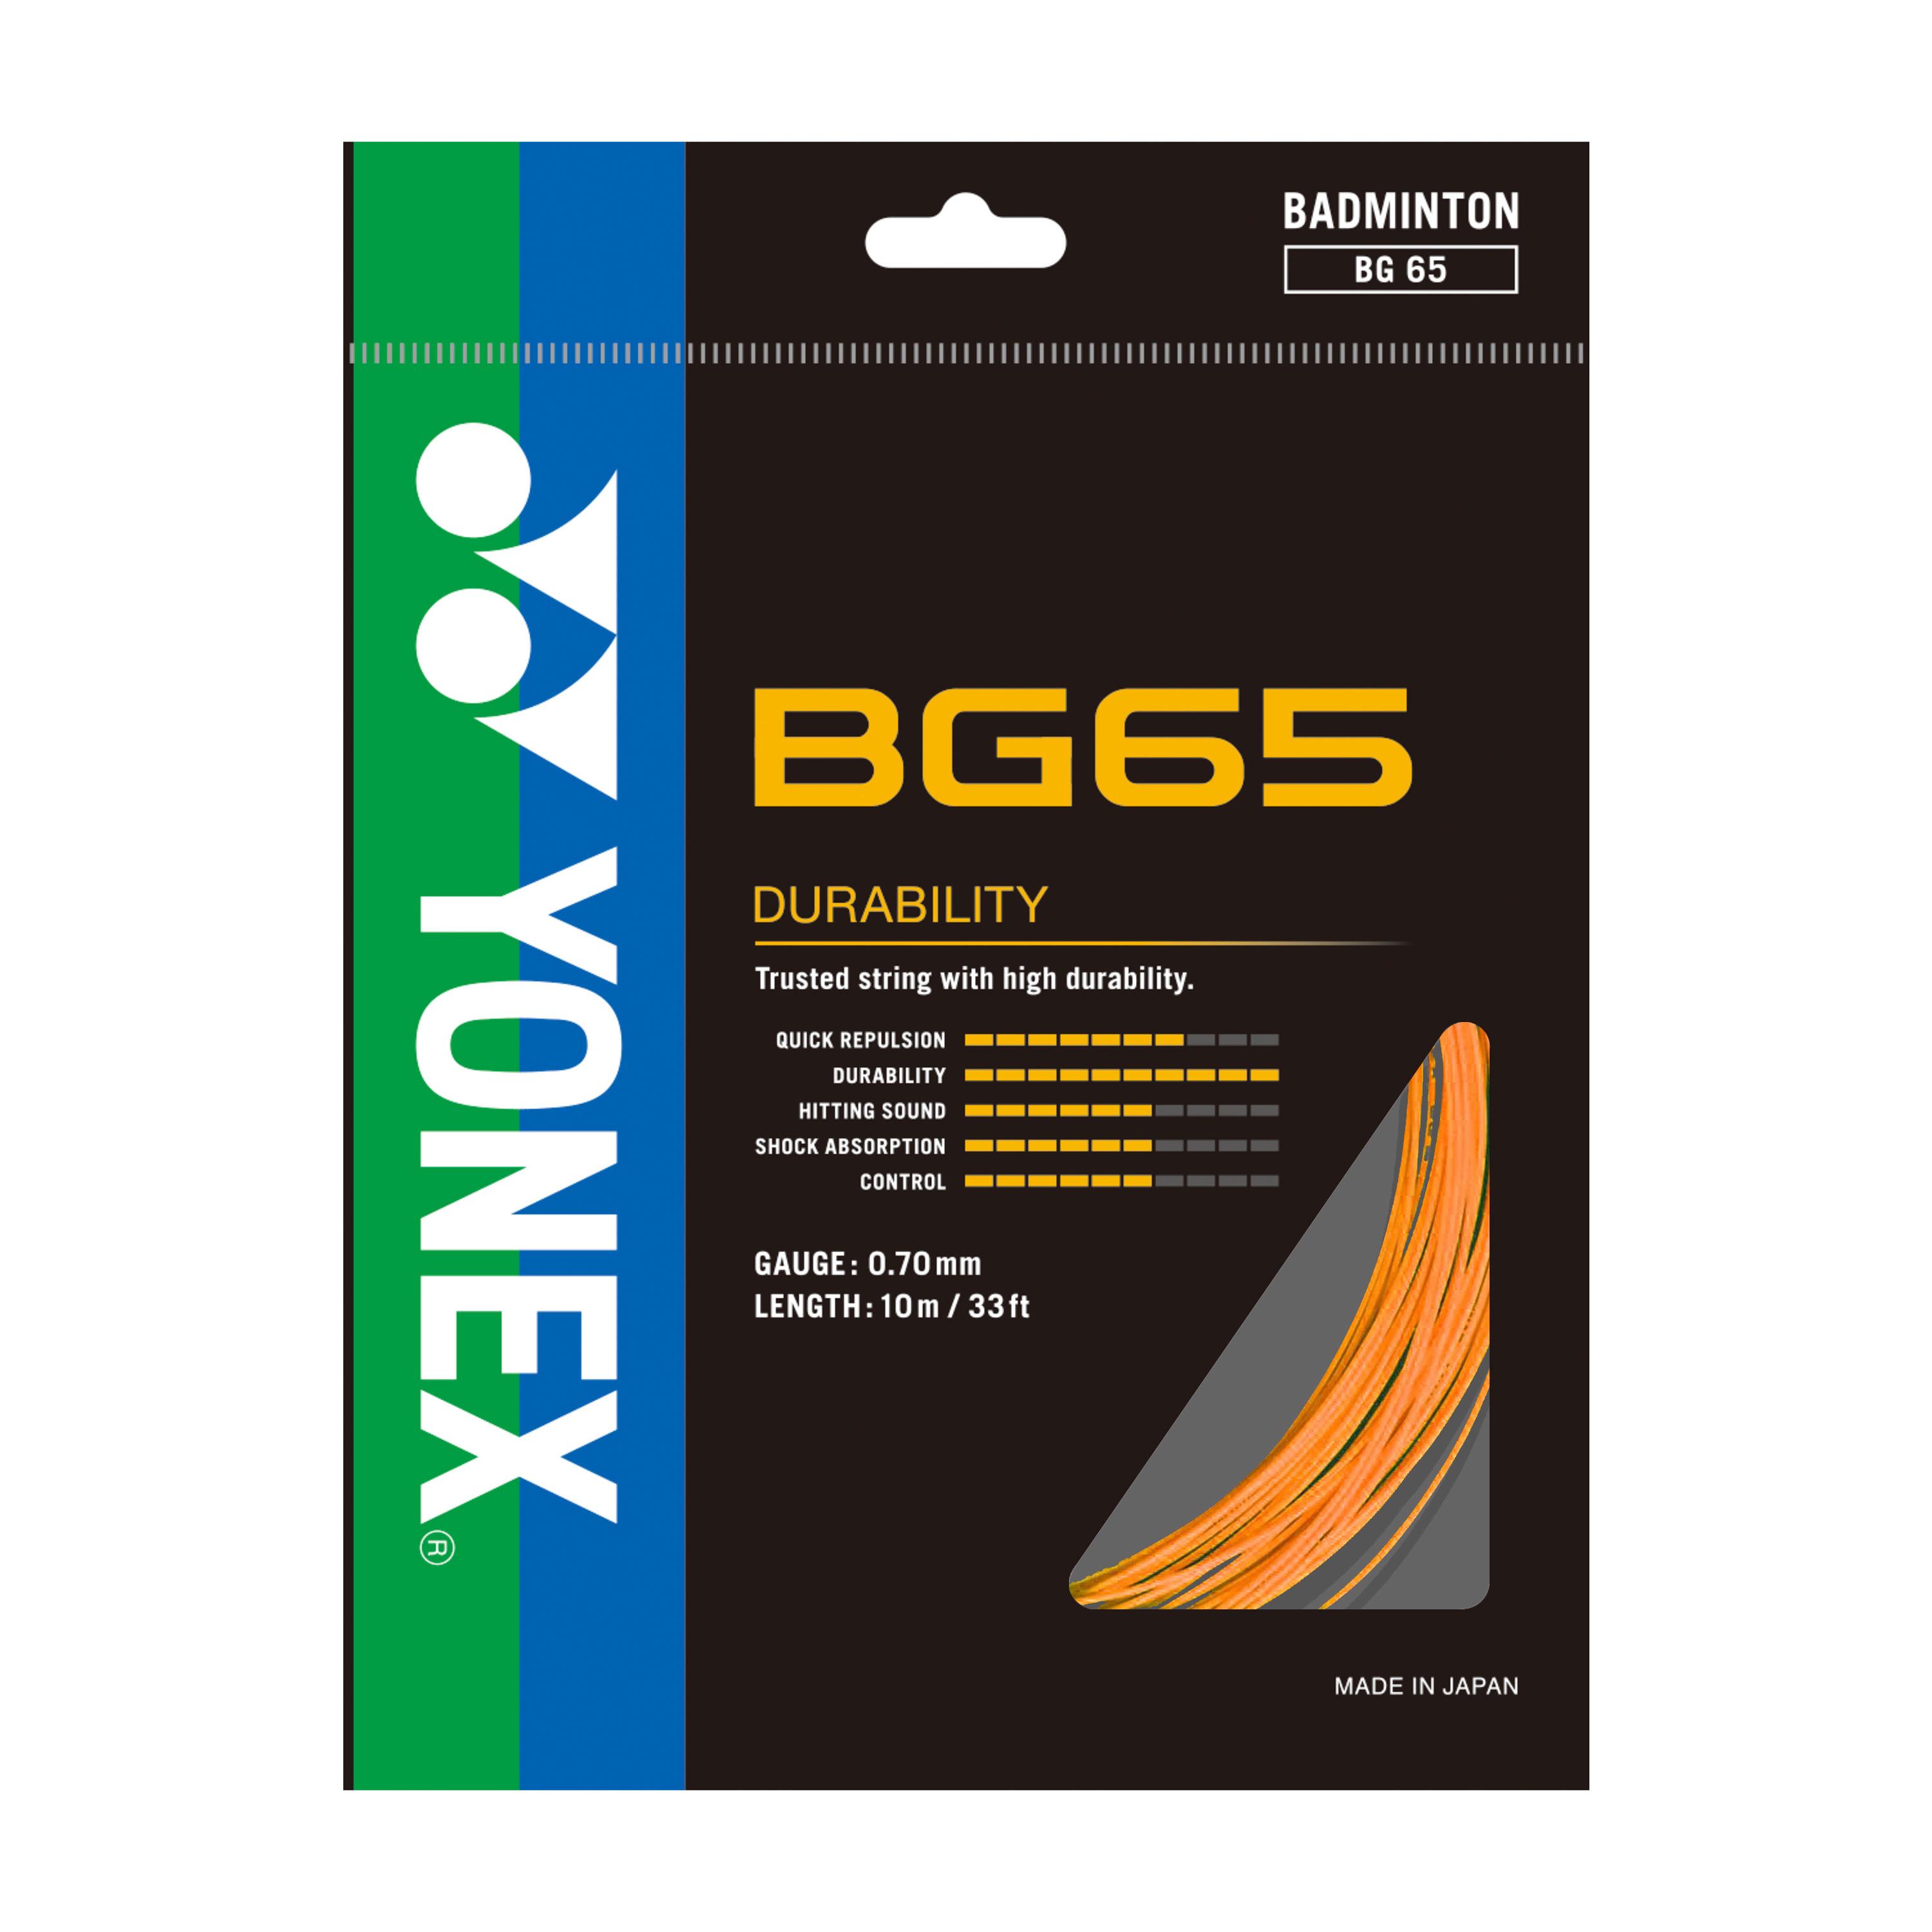 BADMINTON
BG 65
YONEX®
BG65
DURABILITY
Trusted string with high durability.
QUICK REPULSION
DURABILITY
HITTING SOUND
SHOCK ABSORPTION
CONTROL
GAUGE: 0.70mm
LENGTH: 10m / 33ft
MADE IN JAPAN